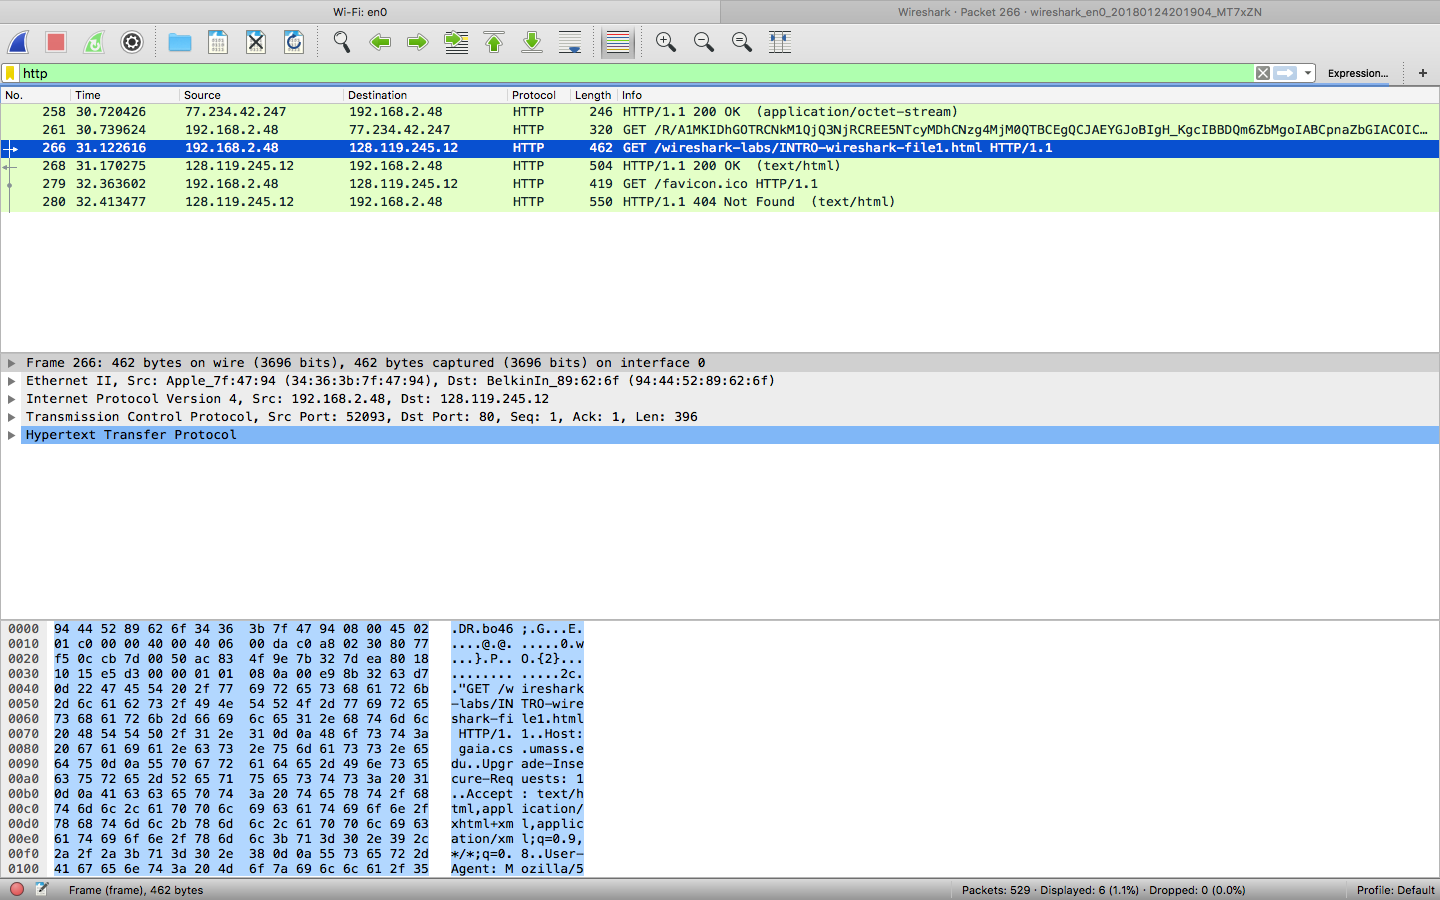 Wi-Fi: en0
Wireshark · Packet 266 · wireshark_en0_20180124201904_MT7xZN
http
Expression...
+
No. Time Source Destination Protocol Length Info
258 30.720426 77.234.42.247 192.168.2.48 HTTP 246 HTTP/1.1 200 OK (application/octet-stream)
261 30.739624 192.168.2.48 77.234.42.247 HTTP 320 GET /R/A1MKIDhGOTRCNkM1QjQ3NjRCREE5NTcyMDhCNzg4MjM0QTBCEgQCJAEYGJoBIgH_KgcIBBDQm6ZbMgoIABCpnaZbGIACOIC...
266 31.122616 192.168.2.48 128.119.245.12 HTTP 462 GET /wireshark-labs/INTRO-wireshark-file1.html HTTP/1.1
268 31.170275 128.119.245.12 192.168.2.48 HTTP 504 HTTP/1.1 200 OK (text/html)
279 32.363602 192.168.2.48 128.119.245.12 HTTP 419 GET /favicon.ico HTTP/1.1
280 32.413477 128.119.245.12 192.168.2.48 HTTP 550 HTTP/1.1 404 Not Found (text/html)
Frame 266: 462 bytes on wire (3696 bits), 462 bytes captured (3696 bits) on interface 0
Ethernet II, Src: Apple_7f:47:94 (34:36:3b:7f:47:94), Dst: BelkinIn_89:62:6f (94:44:52:89:62:6f)
Internet Protocol Version 4, Src: 192.168.2.48, Dst: 128.119.245.12
Transmission Control Protocol, Src Port: 52093, Dst Port: 80, Seq: 1, Ack: 1, Len: 396
Hypertext Transfer Protocol
0000 94 44 52 89 62 6f 34 36 3b 7f 47 94 08 00 45 02 .DR.bo46 ;.G...E.
0010 01 c0 00 00 40 00 40 06 00 da c0 a8 02 30 80 77 ....@.@. .....0.w
0020 f5 0c cb 7d 00 50 ac 83 4f 9e 7b 32 7d ea 80 18 ...}.P.. O.{2}...
0030 10 15 e5 d3 00 00 01 01 08 0a 00 e9 8b 32 63 d7 ........ .....2c.
0040 0d 22 47 45 54 20 2f 77 69 72 65 73 68 61 72 6b ."GET /w ireshark
0050 2d 6c 61 62 73 2f 49 4e 54 52 4f 2d 77 69 72 65 -labs/IN TRO-wire
0060 73 68 61 72 6b 2d 66 69 6c 65 31 2e 68 74 6d 6c shark-fi le1.html
0070 20 48 54 54 50 2f 31 2e 31 0d 0a 48 6f 73 74 3a HTTP/1. 1..Host:
0080 20 67 61 69 61 2e 63 73 2e 75 6d 61 73 73 2e 65 gaia.cs .umass.e
0090 64 75 0d 0a 55 70 67 72 61 64 65 2d 49 6e 73 65 du..Upgr ade-Inse
00a0 63 75 72 65 2d 52 65 71 75 65 73 74 73 3a 20 31 cure-Req uests: 1
00b0 0d 0a 41 63 63 65 70 74 3a 20 74 65 78 74 2f 68 ..Accept : text/h
00c0 74 6d 6c 2c 61 70 70 6c 69 63 61 74 69 6f 6e 2f tml,appl ication/
00d0 78 68 74 6d 6c 2b 78 6d 6c 2c 61 70 70 6c 69 63 xhtml+xm l,applic
00e0 61 74 69 6f 6e 2f 78 6d 6c 3b 71 3d 30 2e 39 2c ation/xm l;q=0.9,
00f0 2a 2f 2a 3b 71 3d 30 2e 38 0d 0a 55 73 65 72 2d */*;q=0. 8..User-
0100 41 67 65 6e 74 3a 20 4d 6f 7a 69 6c 6c 61 2f 35 Agent: M ozilla/5
Frame (frame), 462 bytes
Packets: 529 · Displayed: 6 (1.1%) · Dropped: 0 (0.0%)
Profile: Default